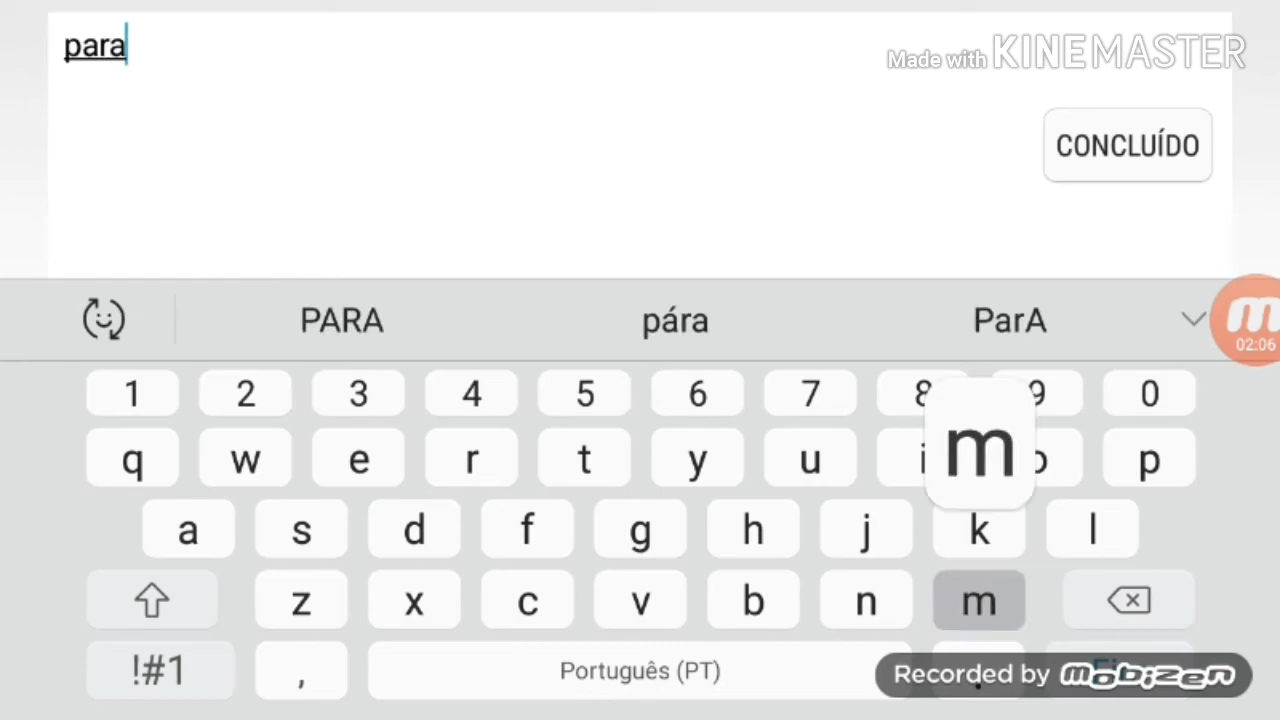 para
Made with KINEMASTER
CONCLUÍDO
PARA pára ParA
02:06
1 2 3 4 5 6 7 8 9 0
q w e r t y u i o p
m
a s d f g h j k l
z x c v b n m
!#1 , Português (PT) .
Recorded by mobizen